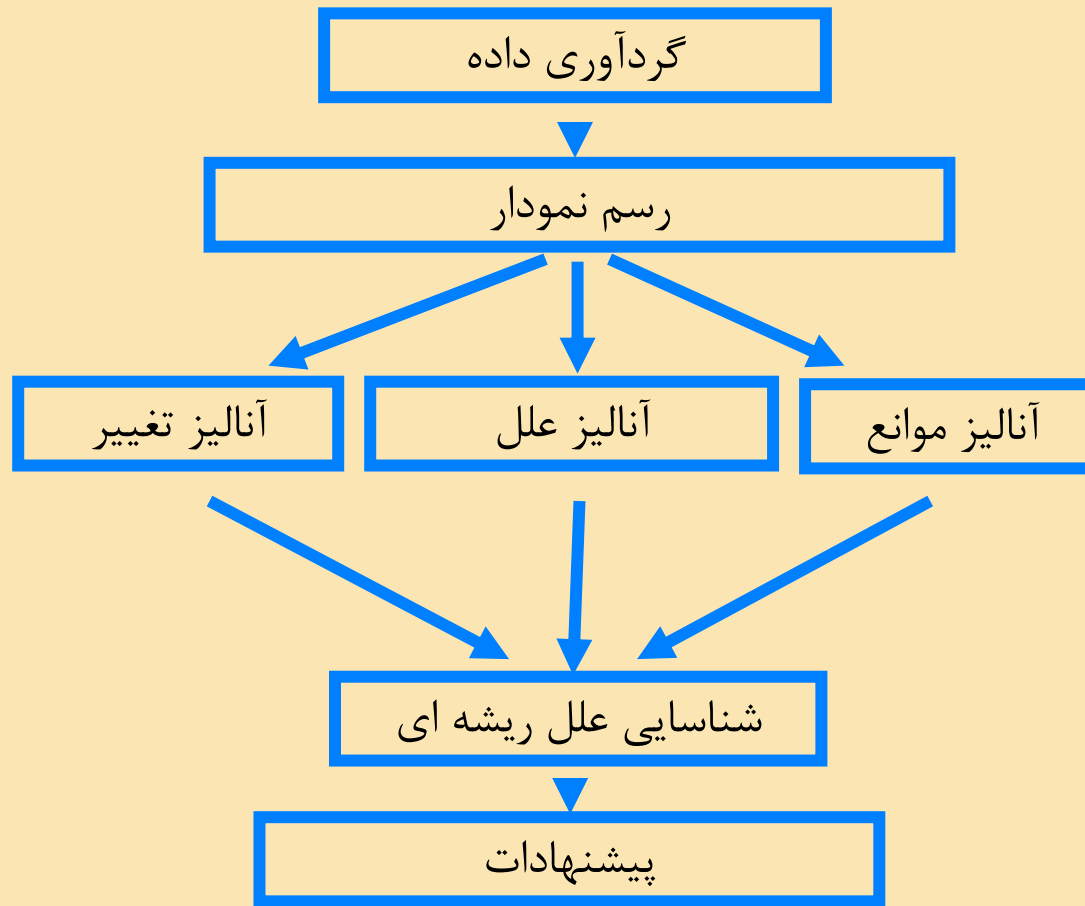 گردآوری داده
رسم نمودار
آنالیز موانع
آنالیز علل
آنالیز تغییر
شناسایی علل ریشه ای
پیشنهادات